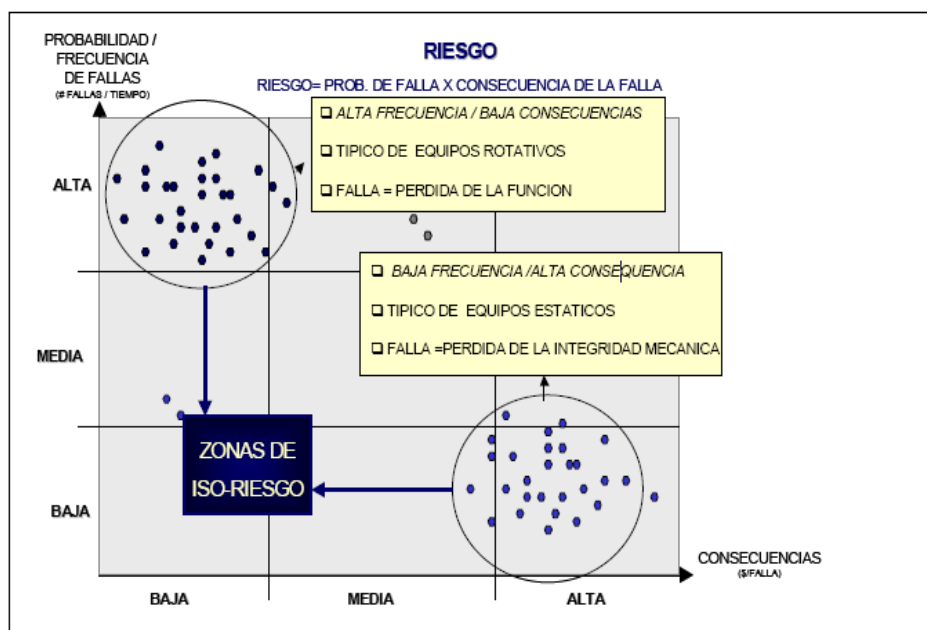 PROBABILIDAD /
FRECUENCIA
DE FALLAS
(# FALLAS / TIEMPO)
RIESGO
RIESGO= PROB. DE FALLA X CONSECUENCIA DE LA FALLA
❑ ALTA FRECUENCIA / BAJA CONSECUENCIAS
❑ TIPICO DE EQUIPOS ROTATIVOS
❑ FALLA = PERDIDA DE LA FUNCION
ALTA
❑ BAJA FRECUENCIA /ALTA CONSEQUENCIA
❑ TIPICO DE EQUIPOS ESTATICOS
❑ FALLA =PERDIDA DE LA INTEGRIDAD MECANICA
MEDIA
ZONAS DE
ISO-RIESGO
BAJA
CONSECUENCIAS
($/FALLA)
BAJA MEDIA ALTA